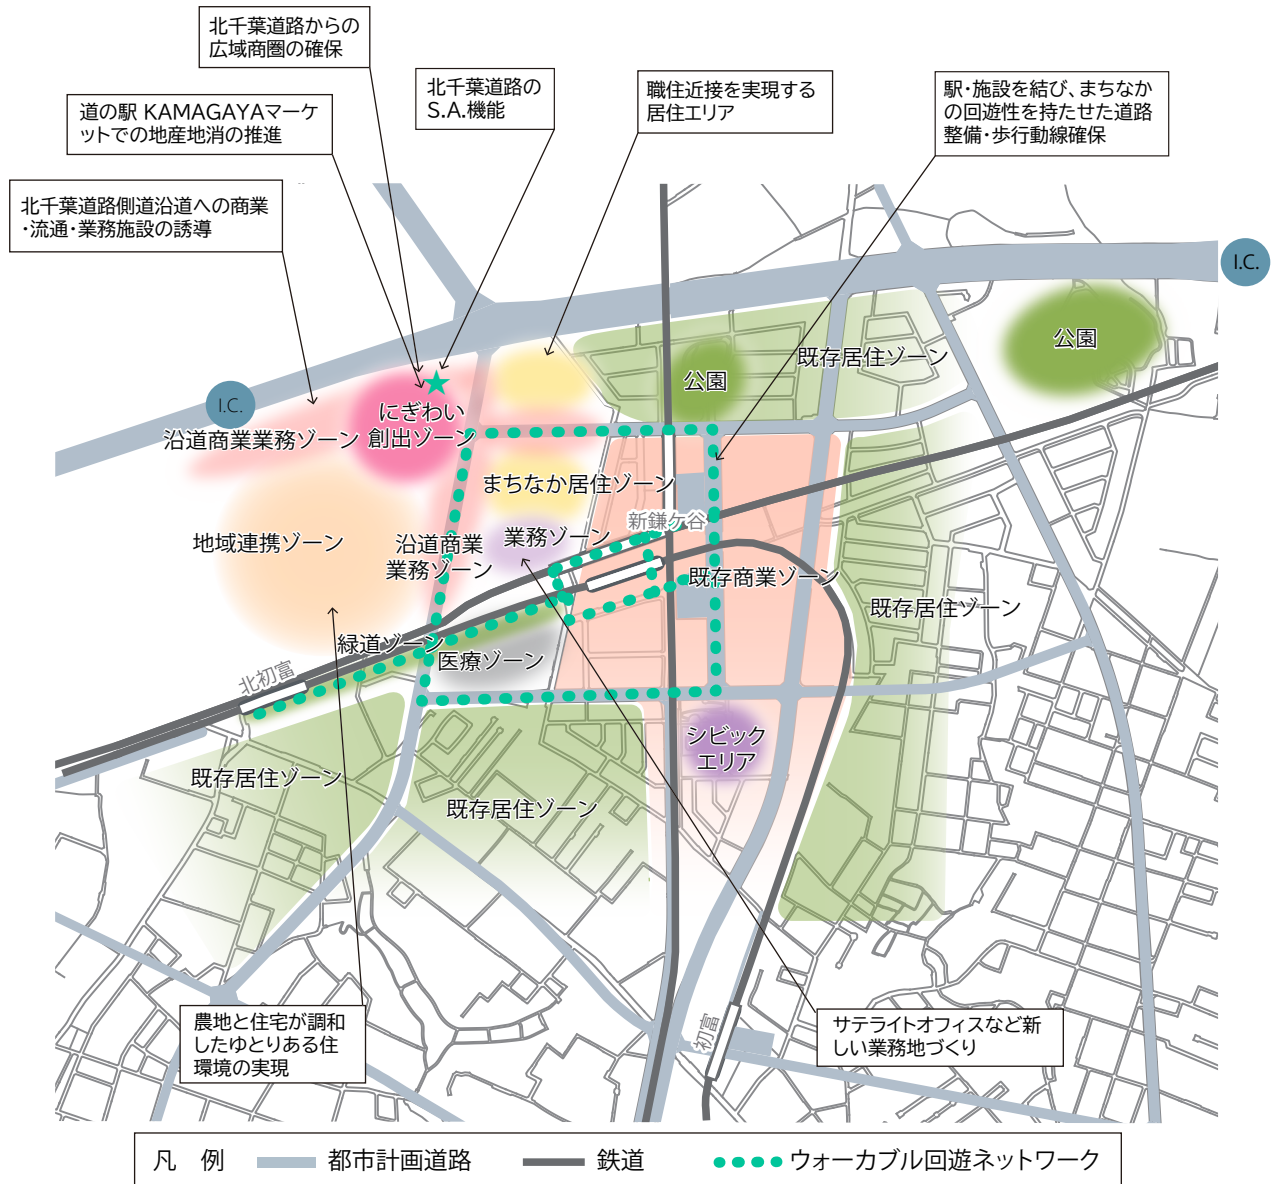 北千葉道路からの
広域商圏の確保
道の駅 KAMAGAYAマーケ
ットでの地産地消の推進
北千葉道路の
S.A.機能
職住近接を実現する
居住エリア
駅・施設を結び、まちなか
の回遊性を持たせた道路
整備・歩行動線確保
北千葉道路側道沿道への商業
・流通・業務施設の誘導
I.C.
公園
既存居住ゾーン
公園
I.C.
にぎわい
創出ゾーン
沿道商業業務ゾーン
まちなか居住ゾーン
新鎌ケ谷
地域連携ゾーン
沿道商業
業務ゾーン
業務ゾーン
既存商業ゾーン
既存居住ゾーン
緑道ゾーン
医療ゾーン
北初富
シビック
エリア
既存居住ゾーン
既存居住ゾーン
農地と住宅が調和
したゆとりある住
環境の実現
初富
サテライトオフィスなど新
しい業務地づくり
凡 例
都市計画道路
鉄道
ウォーカブル回遊ネットワーク